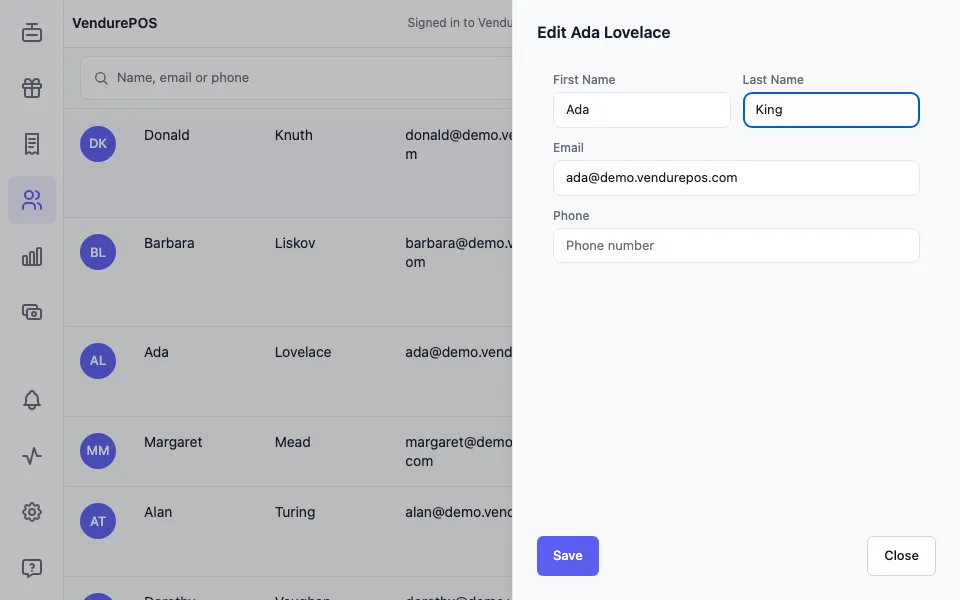 VendurePOS
Signed in to Vendu
Name, email or phone
DK Donald Knuth donald@demo.ve
m
BL Barbara Liskov barbara@demo.v
om
AL Ada Lovelace ada@demo.vend
MM Margaret Mead margaret@demo
com
AT Alan Turing alan@demo.vend
Edit Ada Lovelace
First Name Last Name
Ada King
Email
ada@demo.vendurepos.com
Phone
Phone number
Save Close